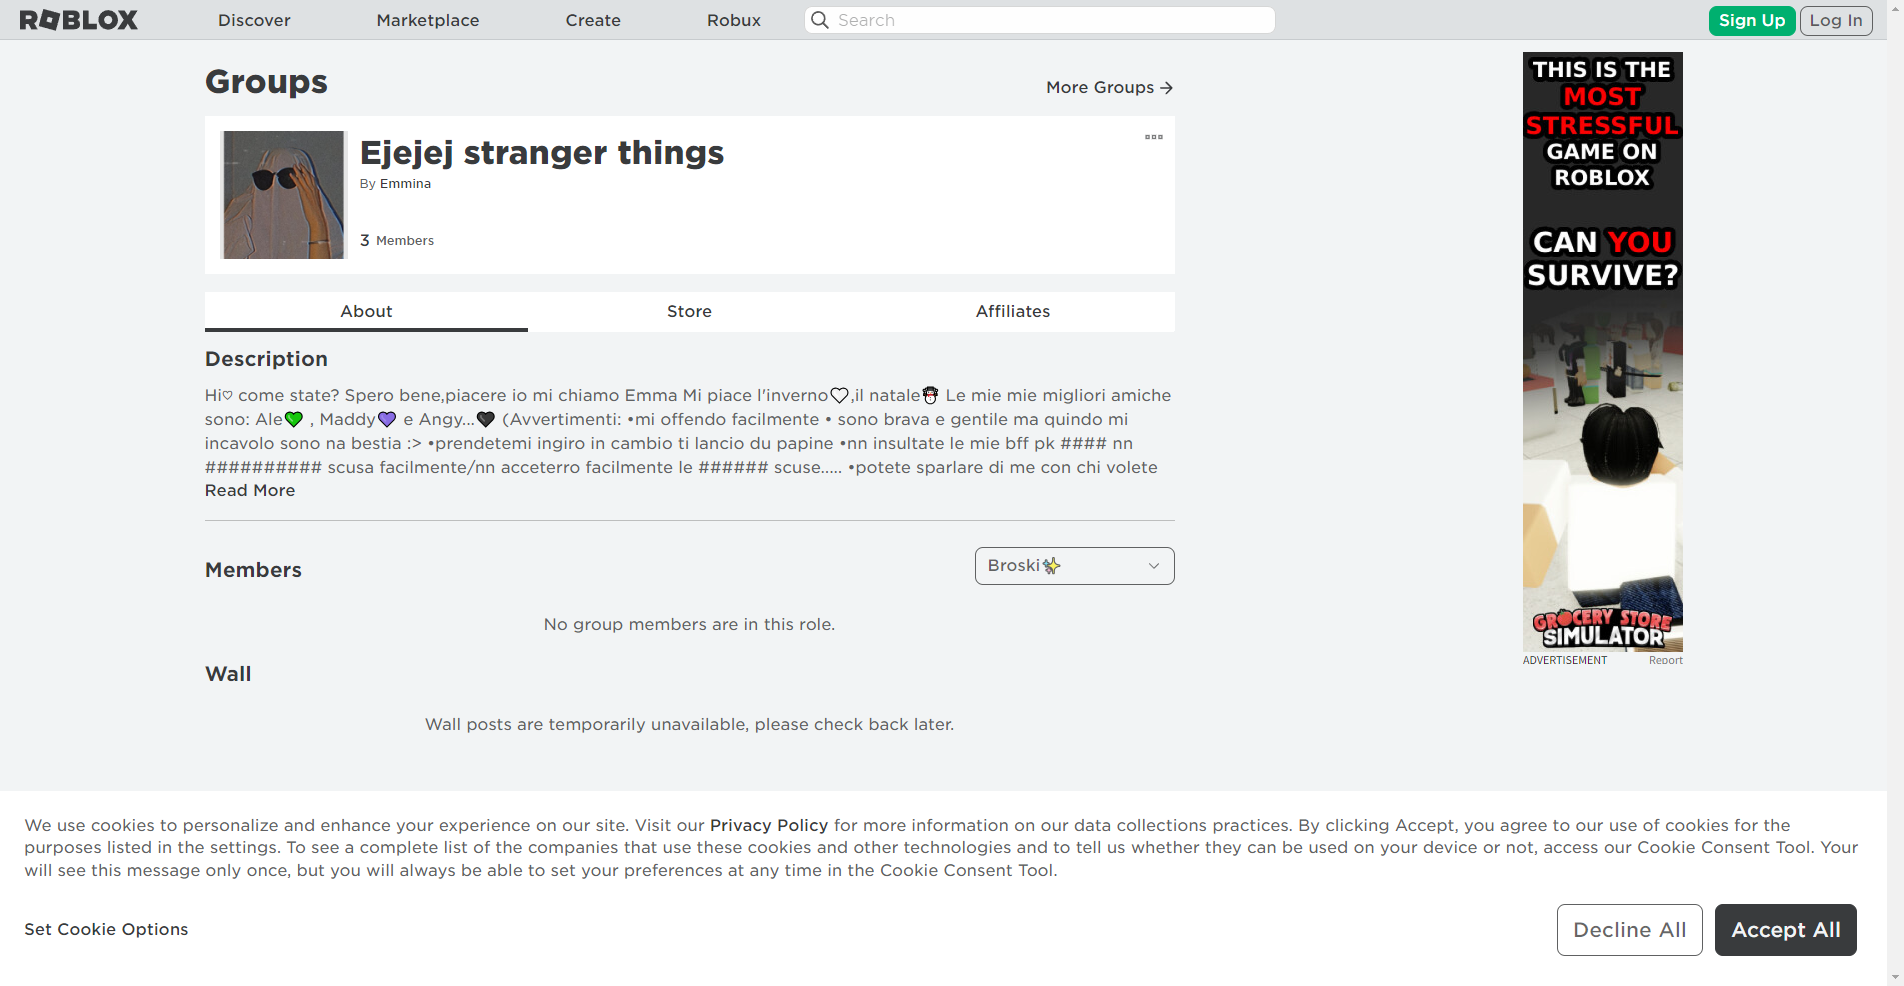 ROBLOX Discover Marketplace Create Robux Search Sign Up Log In
Groups
More Groups →
Ejejej stranger things
By Emmina
3 Members
About Store Affiliates
Description
Hi♡ come state? Spero bene,piacere io mi chiamo Emma Mi piace l'inverno🤍,il natale☃️ Le mie mie migliori amiche
sono: Ale💚 , Maddy💜 e Angy...🖤 (Avvertimenti: •mi offendo facilmente • sono brava e gentile ma quindo mi
incavolo sono na bestia :> •prendetemi ingiro in cambio ti lancio du papine •nn insultate le mie bff pk #### nn
########## scusa facilmente/nn acceterro facilmente le ###### scuse..... •potete sparlare di me con chi volete
Read More
Members
Broski✨
No group members are in this role.
Wall
Wall posts are temporarily unavailable, please check back later.
THIS IS THE
MOST
STRESSFUL
GAME ON
ROBLOX
CAN YOU
SURVIVE?
GROCERY STORE
SIMULATOR
ADVERTISEMENT Report
We use cookies to personalize and enhance your experience on our site. Visit our Privacy Policy for more information on our data collections practices. By clicking Accept, you agree to our use of cookies for the
purposes listed in the settings. To see a complete list of the companies that use these cookies and other technologies and to tell us whether they can be used on your device or not, access our Cookie Consent Tool. Your
will see this message only once, but you will always be able to set your preferences at any time in the Cookie Consent Tool.
Set Cookie Options
Decline All
Accept All